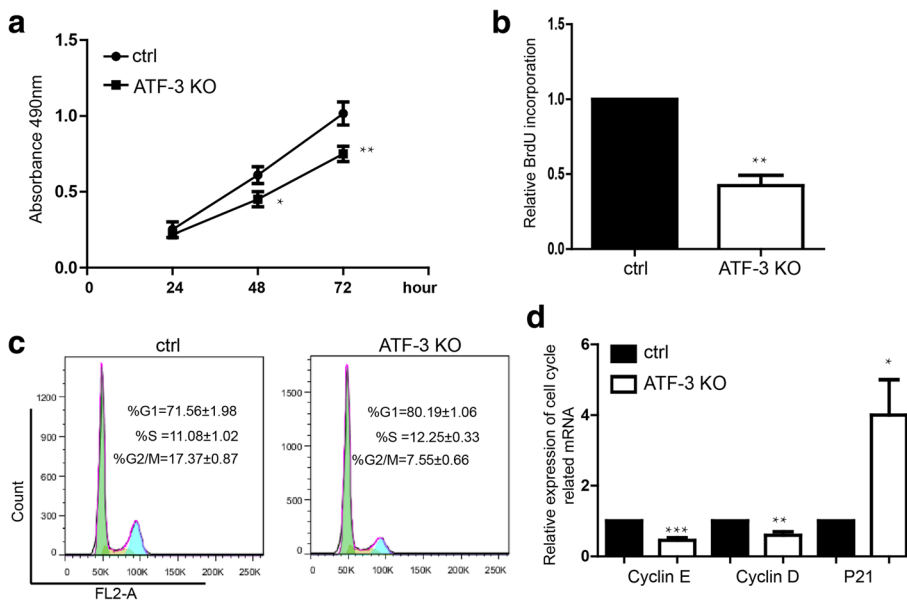 a
1.5
1.0
0.5
0.0
Absorbance 490nm
ctrl
ATF-3 KO
*
**
0 24 48 72 hour
b
1.5
1.0
0.5
0.0
Relative BrdU incorporation
**
ctrl ATF-3 KO
c
ctrl
1200
900
600
300
0
Count
%G1=71.56±1.98
%S =11.08±1.02
%G2/M=17.37±0.87
0 50K 100K 150K 200K 250K
FL2-A
ATF-3 KO
1500
1000
500
0
%G1=80.19±1.06
%S =12.25±0.33
%G2/M=7.55±0.66
0 50K 100K 150K 200K 250K
d
6
4
2
0
Relative expression of cell cycle
related mRNA
ctrl
ATF-3 KO
***
**
*
Cyclin E Cyclin D P21